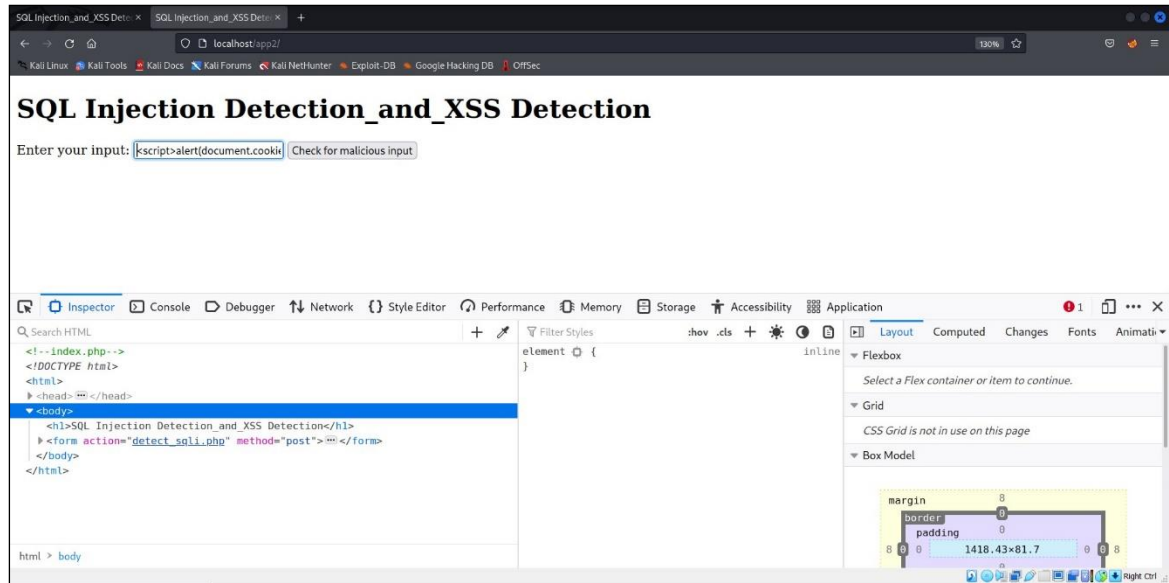 SQL Injection_and_XSS Dete
SQL Injection_and_XSS Dete
localhost/app2/
130%
Kali Linux Kali Tools Kali Docs Kali Forums Kali NetHunter Exploit-DB Google Hacking DB OffSec
SQL Injection Detection_and_XSS Detection
Enter your input: <script>alert(document.cookie Check for malicious input
Inspector Console Debugger Network Style Editor Performance Memory Storage Accessibility Application 1
Search HTML
<!--index.php-->
<!DOCTYPE html>
<html>
<head> </head>
<body>
<h1>SQL Injection Detection_and_XSS Detection</h1>
<form action="detect_sqli.php" method="post"> </form>
</body>
</html>
html > body
Filter Styles :hov .cls
element { inline
}
Layout Computed Changes Fonts Animati
Flexbox
Select a Flex container or item to continue.
Grid
CSS Grid is not in use on this page
Box Model
margin 8
border 0
padding 0
8 0 0 1418.43×81.7 0 0 8
Right Ctrl